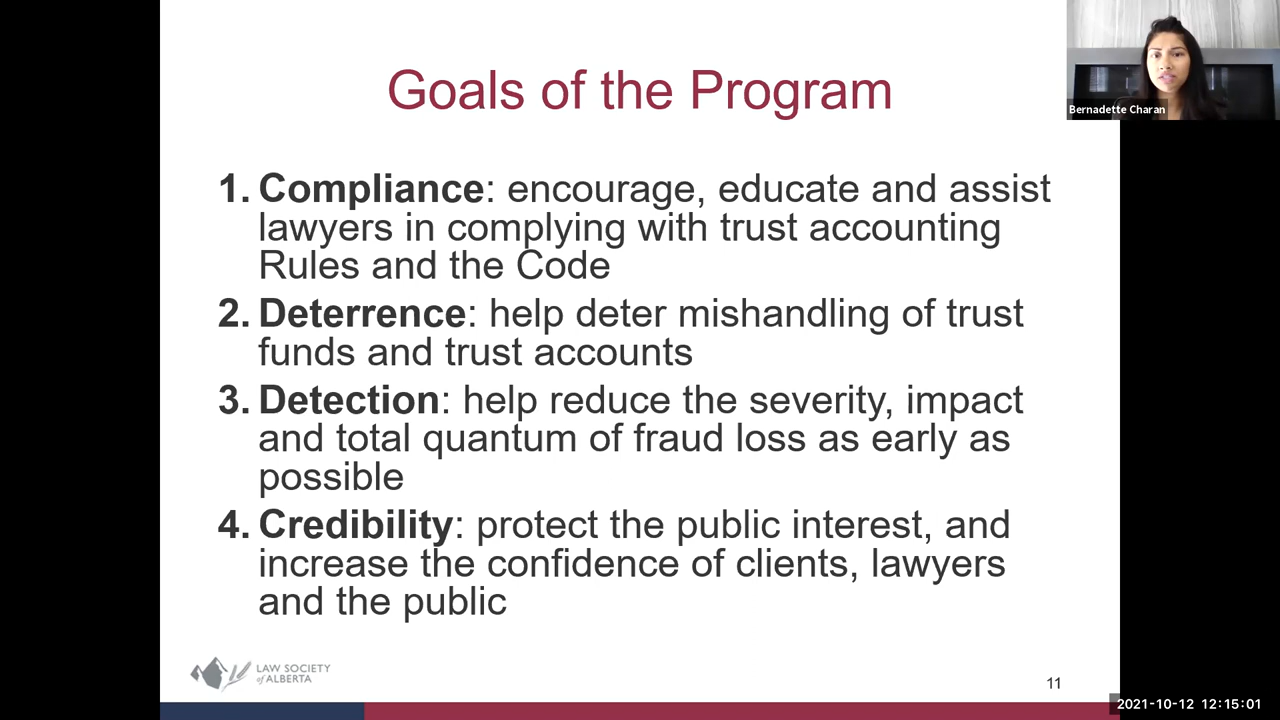 Goals of the Program
Bernadette Charan
1. Compliance: encourage, educate and assist
lawyers in complying with trust accounting
Rules and the Code
2. Deterrence: help deter mishandling of trust
funds and trust accounts
3. Detection: help reduce the severity, impact
and total quantum of fraud loss as early as
possible
4. Credibility: protect the public interest, and
increase the confidence of clients, lawyers
and the public
LAW SOCIETY
of ALBERTA
11
2021-10-12 12:15:01